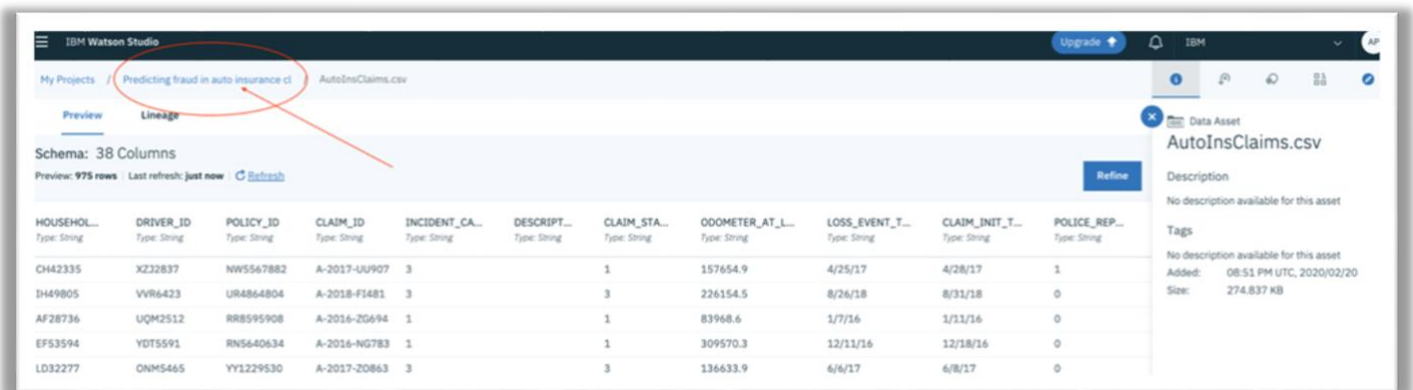 IBM Watson Studio Upgrade IBM AP
My Projects / Predicting fraud in auto insurance cl / AutoInsClaims.csv
Preview Lineage
Data Asset
AutoInsClaims.csv
Schema: 38 Columns
Preview: 975 rows Last refresh: just now Refresh
Refine
Description
No description available for this asset
Tags
No description available for this asset
Added: 08:51 PM UTC, 2020/02/20
Size: 274.837 KB
HOUSEHOL... DRIVER_ID POLICY_ID CLAIM_ID INCIDENT_CA... DESCRIPT... CLAIM_STA... ODOMETER_AT_L... LOSS_EVENT_T... CLAIM_INIT_T... POLICE_REP...
Type: String Type: String Type: String Type: String Type: String Type: String Type: String Type: String Type: String Type: String Type: String
CH42335 XZJ2837 NW5567882 A-2017-UU907 3 1 157654.9 4/25/17 4/28/17 1
IH49805 VVR6423 UR4864804 A-2018-FI481 3 3 226154.5 8/26/18 8/31/18 0
AF28736 UQM2512 RR8595908 A-2016-ZG694 1 1 83968.6 1/7/16 1/11/16 0
EF53594 YDT5591 RN5640634 A-2016-NG783 1 1 309570.3 12/11/16 12/18/16 0
LD32277 ONM5465 YY1229530 A-2017-ZO863 3 3 136633.9 6/6/17 6/8/17 0